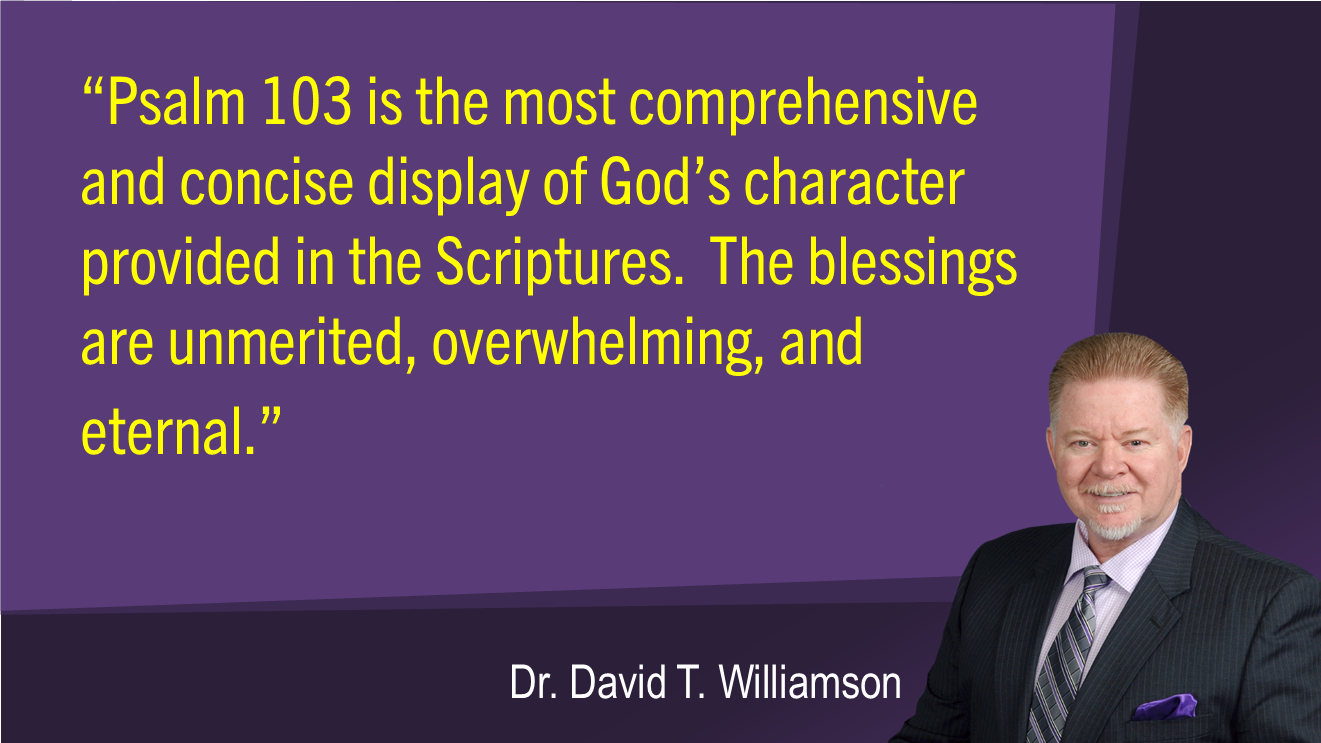 “Psalm 103 is the most comprehensive
and concise display of God’s character
provided in the Scriptures.  The blessings
are unmerited, overwhelming, and
eternal.”
Dr. David T. Williamson